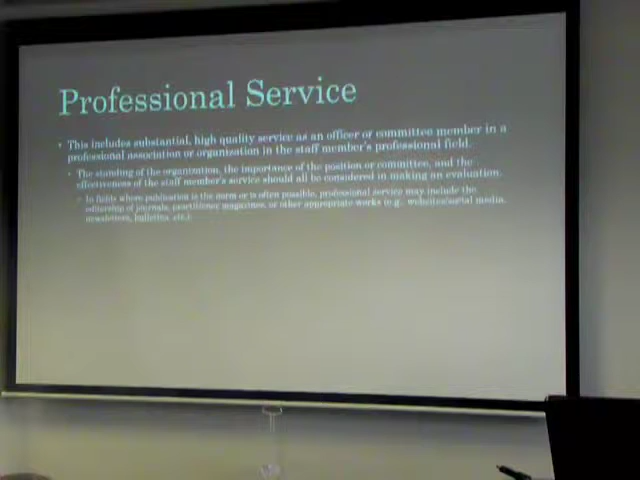 Professional Service
• This includes substantial, high quality service as an officer or committee member in a
professional association or organization in the staff member's professional field.
• The standing of the organization, the importance of the position or committee, and the
effectiveness of the staff member's service should all be considered in making an evaluation.
• In fields where publication is the norm or is often possible, professional service may include the
editorship of journals, practitioner magazines, or other appropriate works (e.g., websites/social media,
newsletters, bulletins, etc.).